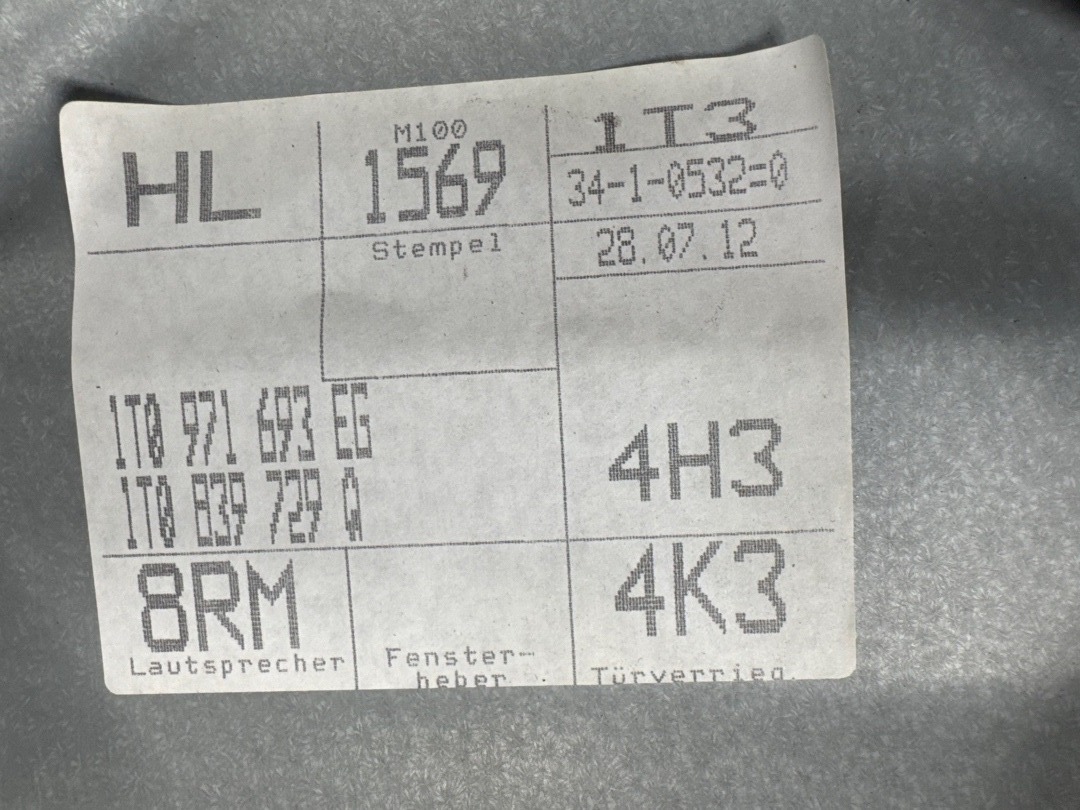 HL
M100
1569
Stempel
1T3
34-1-0532=0
28.07.12
1T0 971 693 EG
1T0 839 729 Q
4H3
8RM
Lautsprecher
Fenster-
heber
4K3
Türverrieg.